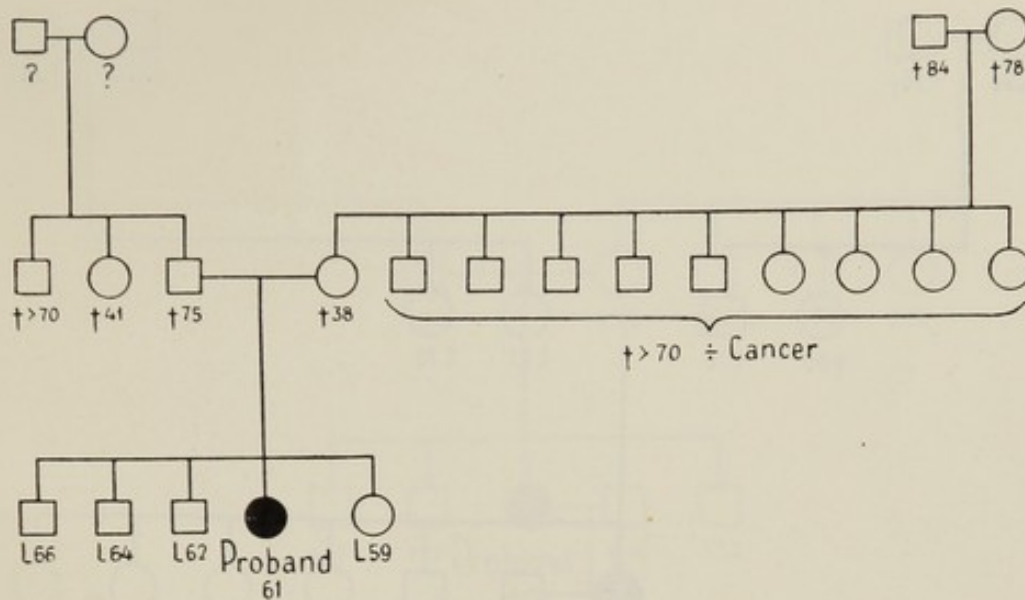 ? ? †84 †78
†>70 †41 †75 †38
†>70 ÷ Cancer
L66 L64 L62 Proband L59
61